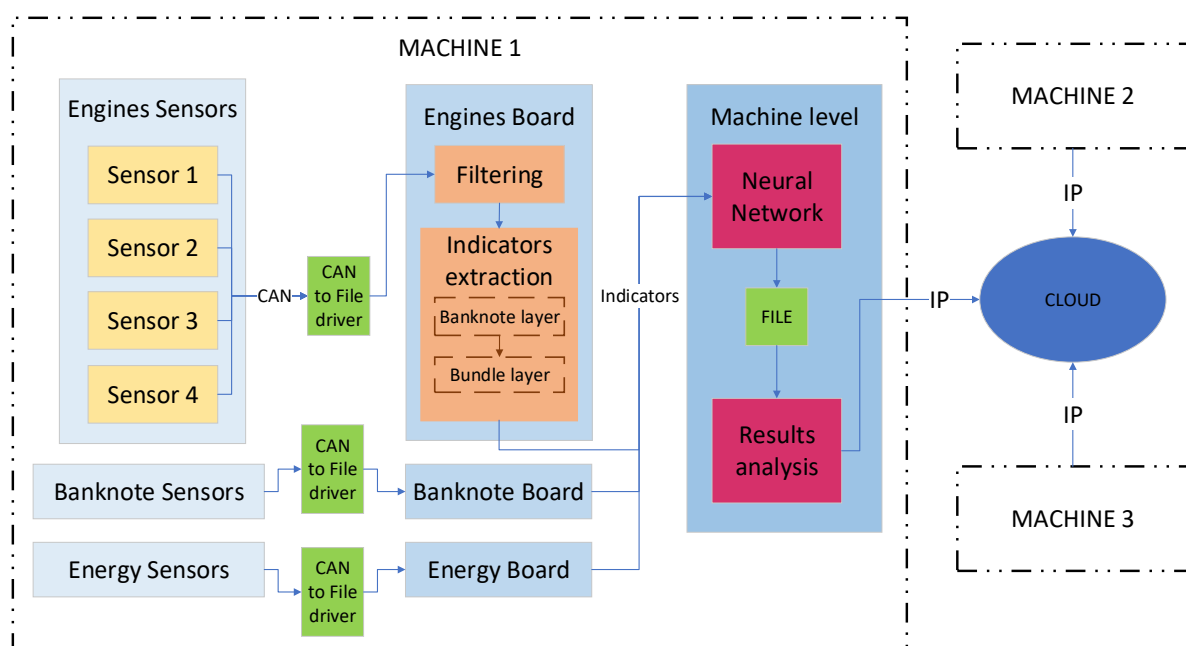 MACHINE 1
Engines Sensors
Sensor 1
Sensor 2
Sensor 3
Sensor 4
CAN
CAN
to File
driver
Engines Board
Filtering
Indicators
extraction
Banknote layer
Bundle layer
Indicators
Machine level
Neural
Network
FILE
Results
analysis
Banknote Sensors
CAN
to File
driver
Banknote Board
Energy Sensors
CAN
to File
driver
Energy Board
IP
MACHINE 2
IP
CLOUD
IP
MACHINE 3